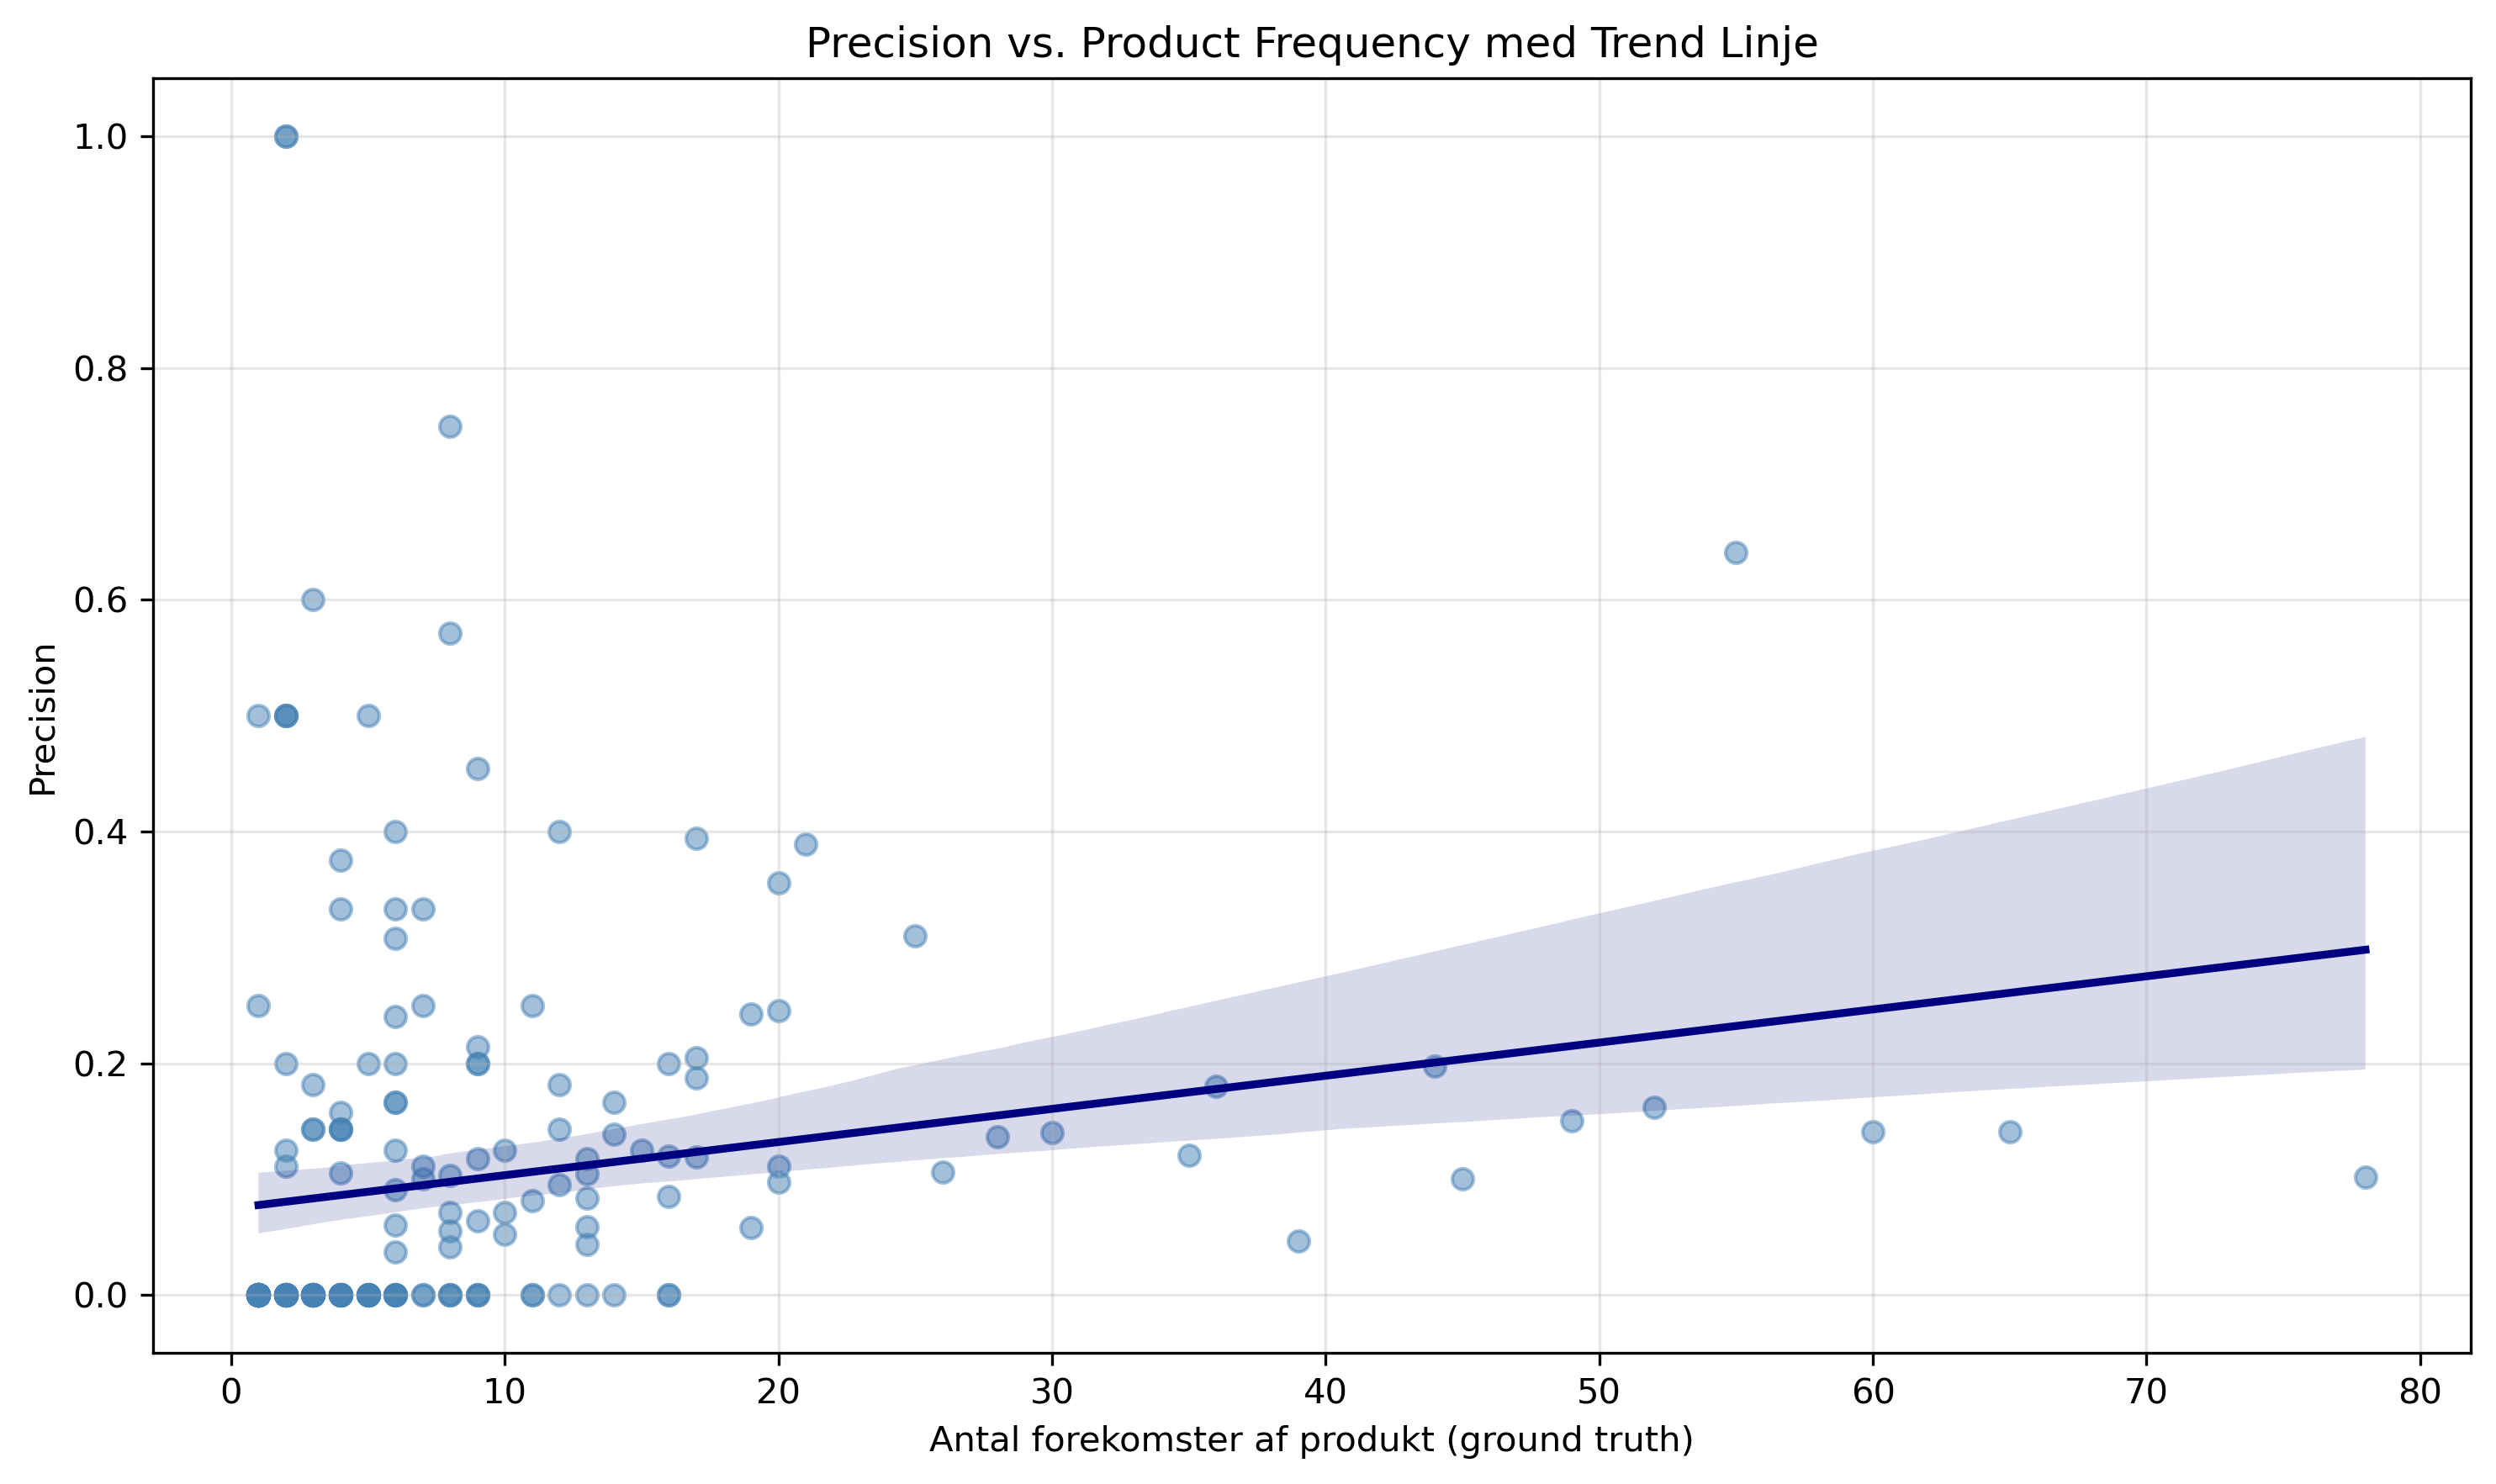 Precision vs. Product Frequency med Trend Linje
1.0
0.8
0.6
0.4
0.2
0.0
Precision
0 10 20 30 40 50 60 70 80
Antal forekomster af produkt (ground truth)